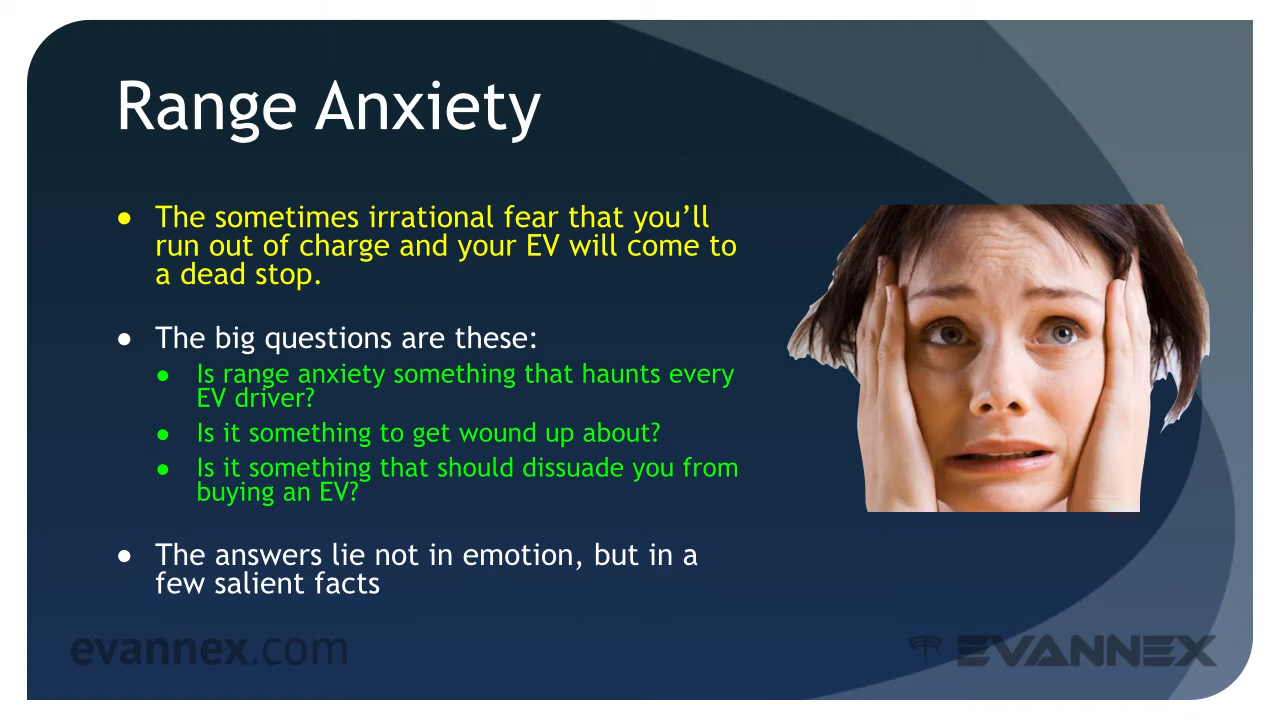 Range Anxiety
● The sometimes irrational fear that you’ll
run out of charge and your EV will come to
a dead stop.
● The big questions are these:
● Is range anxiety something that haunts every
EV driver?
● Is it something to get wound up about?
● Is it something that should dissuade you from
buying an EV?
● The answers lie not in emotion, but in a
few salient facts
evannex.com
EVANNEX